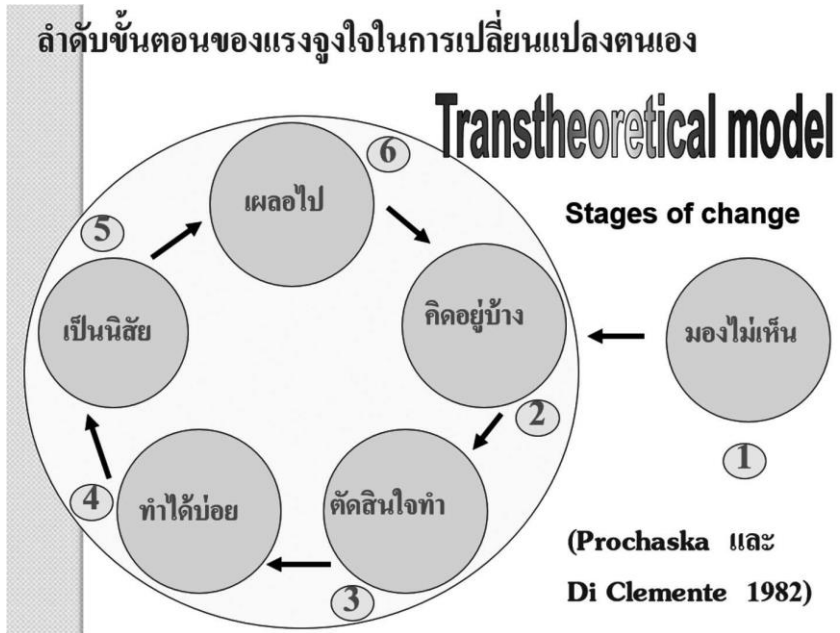 ลำดับขั้นตอนของแรงจูงใจในการเปลี่ยนแปลงตนเอง
Transtheoretical model
Stages of change
มองไม่เห็น
1
คิดอยู่บ้าง
2
ตัดสินใจทำ
3
ทำได้บ่อย
4
เป็นนิสัย
5
เผลอไป
6
(Prochaska และ
Di Clemente 1982)